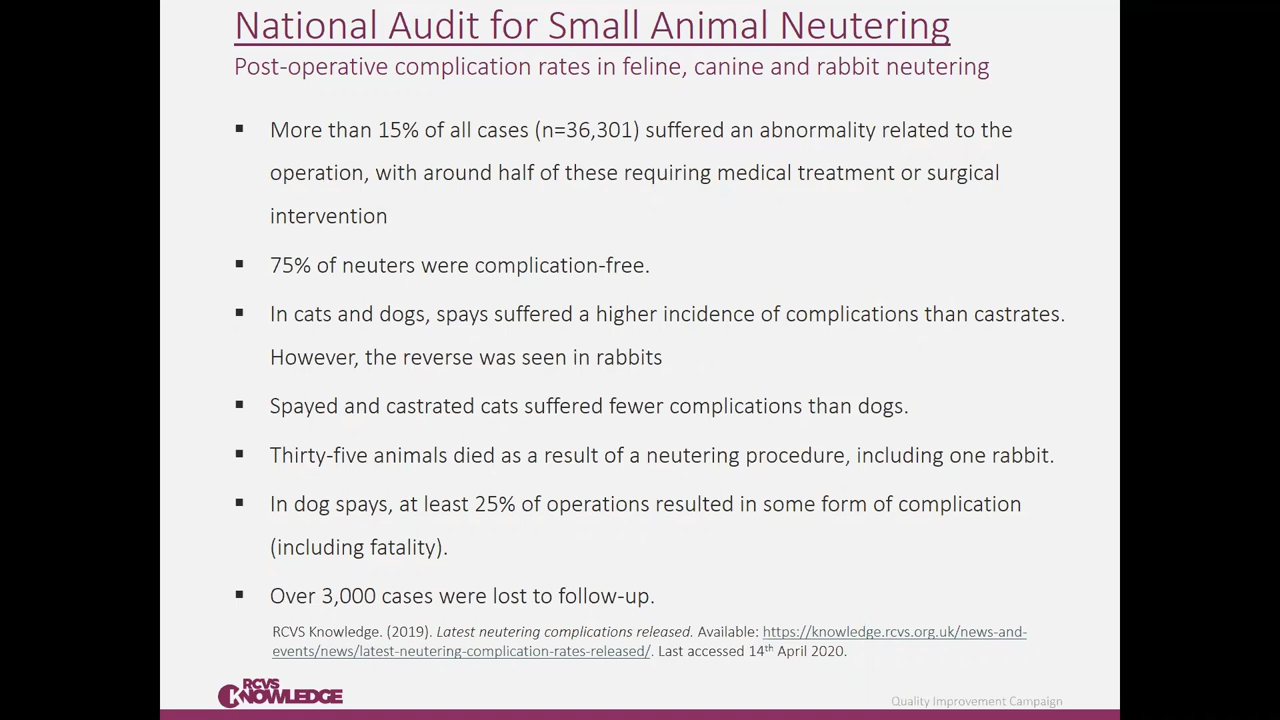 National Audit for Small Animal Neutering
Post-operative complication rates in feline, canine and rabbit neutering
▪ More than 15% of all cases (n=36,301) suffered an abnormality related to the
operation, with around half of these requiring medical treatment or surgical
intervention
▪ 75% of neuters were complication-free.
▪ In cats and dogs, spays suffered a higher incidence of complications than castrates.
However, the reverse was seen in rabbits
▪ Spayed and castrated cats suffered fewer complications than dogs.
▪ Thirty-five animals died as a result of a neutering procedure, including one rabbit.
▪ In dog spays, at least 25% of operations resulted in some form of complication
(including fatality).
▪ Over 3,000 cases were lost to follow-up.
RCVS Knowledge. (2019). Latest neutering complications released. Available: https://knowledge.rcvs.org.uk/news-and-
events/news/latest-neutering-complication-rates-released/. Last accessed 14th April 2020.
RCVS
KNOWLEDGE
Quality Improvement Campaign